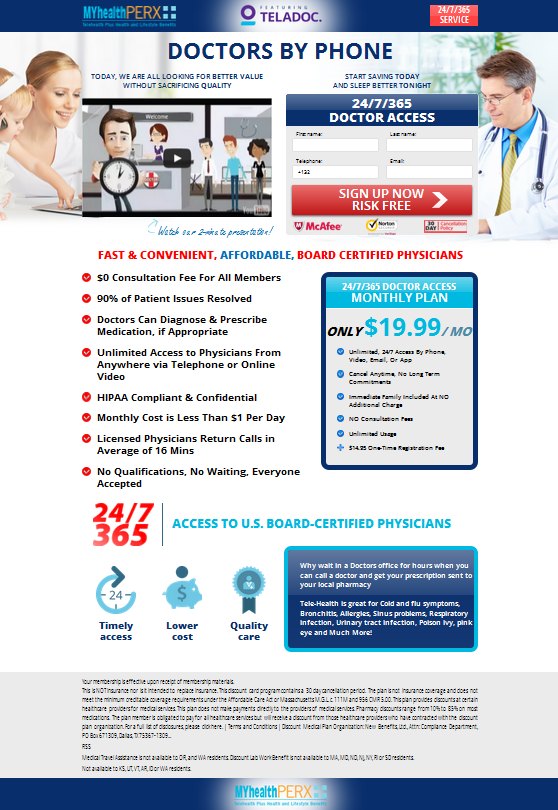 MYhealthPERX
Telehealth Plus Health and Lifestyle Benefits
FEATURING
TELADOC.
24/7/365
SERVICE
DOCTORS BY PHONE
TODAY, WE ARE ALL LOOKING FOR BETTER VALUE
WITHOUT SACRIFICING QUALITY
START SAVING TODAY
AND SLEEP BETTER TONIGHT
Welcome
DOCTOR
YouTube
Watch our 2-minute presentation!
24/7/365
DOCTOR ACCESS
First name:
Last name:
Telephone:
Email:
+132
SIGN UP NOW
RISK FREE
McAfee
Norton
30 DAY Cancellation Policy
FAST & CONVENIENT, AFFORDABLE, BOARD CERTIFIED PHYSICIANS
$0 Consultation Fee For All Members
90% of Patient Issues Resolved
Doctors Can Diagnose & Prescribe
Medication, if Appropriate
Unlimited Access to Physicians From
Anywhere via Telephone or Online
Video
HIPAA Compliant & Confidential
Monthly Cost is Less Than $1 Per Day
Licensed Physicians Return Calls in
Average of 16 Mins
No Qualifications, No Waiting, Everyone
Accepted
24/7/365 DOCTOR ACCESS
MONTHLY PLAN
ONLY $19.99 / MO
Unlimited, 24/7 Access By Phone,
Video, Email, Or App
Cancel Anytime, No Long Term
Commitments
Immediate Family Included At NO
Additional Charge
NO Consultation Fees
Unlimited Usage
$14.95 One-Time Registration Fee
24/7
365
ACCESS TO U.S. BOARD-CERTIFIED PHYSICIANS
24
$
Timely
access
Lower
cost
Quality
care
Why wait in a Doctors office for hours when you
can call a doctor and get your prescription sent to
your local pharmacy
Tele-Health is great for Cold and flu symptoms,
Bronchitis, Allergies, Sinus problems, Respiratory
Infection, Urinary tract infection, Poison Ivy, pink
eye and Much More!
Your membership is effective upon receipt of membership materials.
This is NOT insurance nor is it intended to replace insurance. This discount card program contains a 30 day cancellation period. The plan is not insurance coverage and does not
meet the minimum creditable coverage requirements under the Affordable Care Act or Massachusetts M.G.L. c. 111M and 956 CMR 5.00. This plan provides discounts at certain
healthcare providers for medical services. This plan does not make payments directly to the providers of medical services. Pharmacy discounts range from 10% to 85% on most
medications. The plan member is obligated to pay for all healthcare services but will receive a discount from those healthcare providers who have contracted with the discount
plan organization. For a full list of disclosures, please click here. | Terms and Conditions | Discount Medical Plan Organization: New Benefits, Ltd., Attn: Compliance Department,
PO Box 671309, Dallas, TX 75367-1309.
RSS
Medical Travel Assistance is not available to OR, and WA residents. Discount Lab Work Benefit is not available to MA, MD, ND, NJ, NY, RI or SD residents.
Not available to KS, UT, VT, AR, ID or WA residents.
MYhealthPERX
Telehealth Plus Health and Lifestyle Benefits